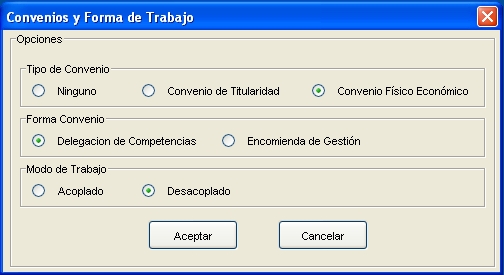 Convenios y Forma de Trabajo
Opciones
Tipo de Convenio
Ninguno Convenio de Titularidad Convenio Físico Económico
Forma Convenio
Delegacion de Competencias Encomienda de Gestión
Modo de Trabajo
Acoplado Desacoplado
Aceptar Cancelar